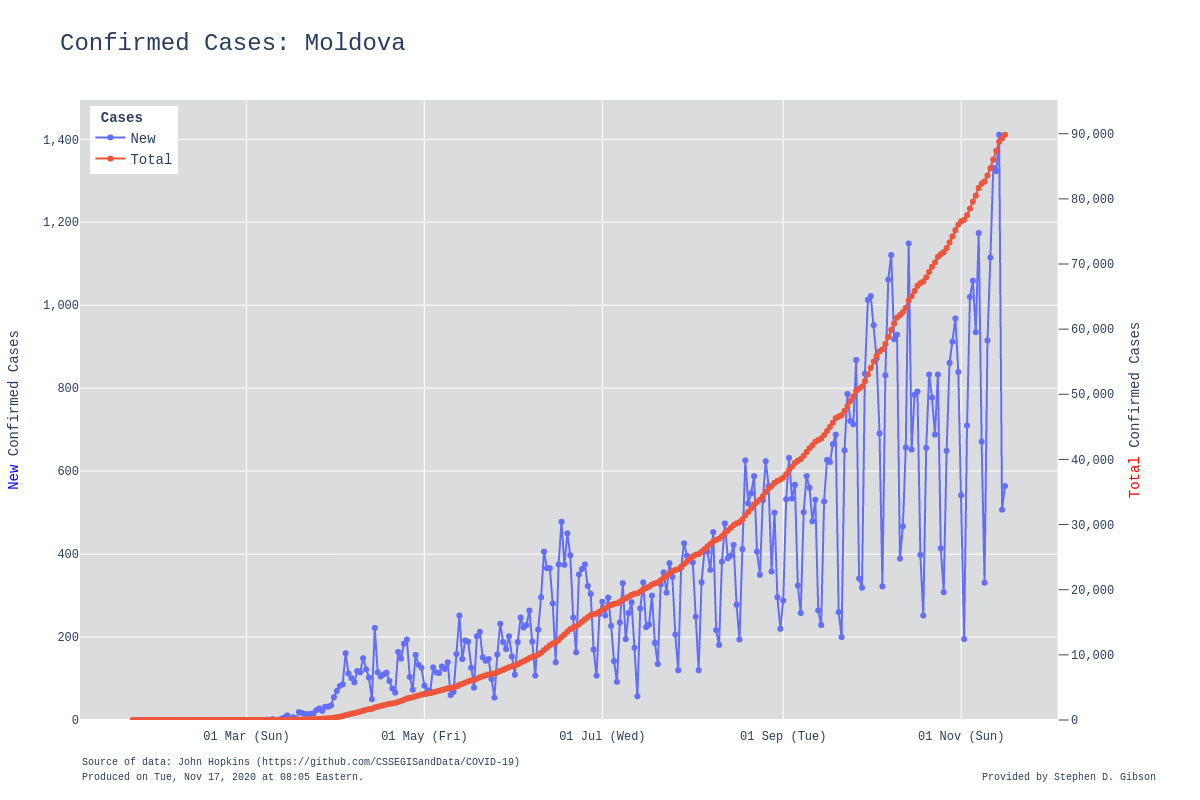 Confirmed Cases: Moldova
Cases
New
Total
1,400
1,200
1,000
800
600
400
200
0
90,000
80,000
70,000
60,000
50,000
40,000
30,000
20,000
10,000
0
New Confirmed Cases
Total Confirmed Cases
01 Mar (Sun)
01 May (Fri)
01 Jul (Wed)
01 Sep (Tue)
01 Nov (Sun)
Source of data: John Hopkins (https://github.com/CSSEGISandData/COVID-19)
Produced on Tue, Nov 17, 2020 at 08:05 Eastern.
Provided by Stephen D. Gibson